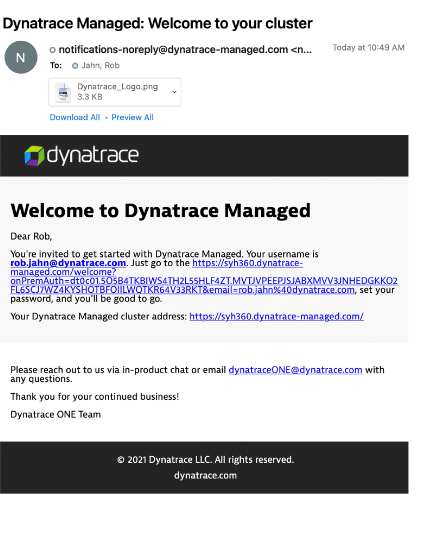 Dynatrace Managed: Welcome to your cluster
N
notifications-noreply@dynatrace-managed.com <n...
Today at 10:49 AM
To: Jahn, Rob
Dynatrace_Logo.png
3.3 KB
Download All • Preview All
dynatrace
Welcome to Dynatrace Managed
Dear Rob,
You're invited to get started with Dynatrace Managed. Your username is
rob.jahn@dynatrace.com. Just go to the https://syh360.dynatrace-
managed.com/welcome?
onPremAuth=dt0c01.5O5B4TKBIWS4TH2L55HLF4ZT.MVTJVPEEPJSJABXMVV3JNHEDGKKO2
FL6SCJ7WZ4KYSHOTBFOIILWQTKR64V33RKT&email=rob.jahn%40dynatrace.com, set your
password, and you'll be good to go.
Your Dynatrace Managed cluster address: https://syh360.dynatrace-managed.com/
Please reach out to us via in-product chat or email dynatraceONE@dynatrace.com with
any questions.
Thank you for your continued business!
Dynatrace ONE Team
© 2021 Dynatrace LLC. All rights reserved.
dynatrace.com